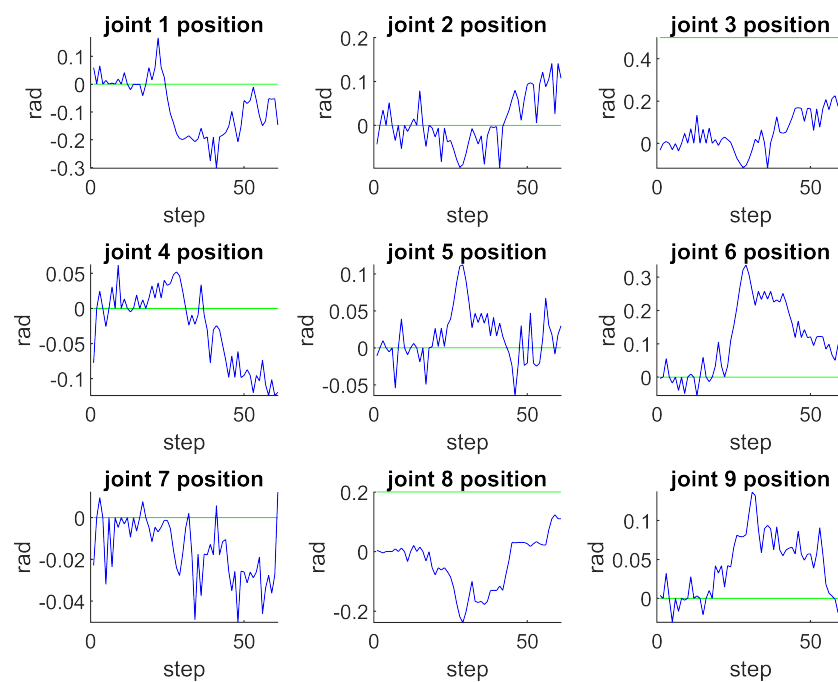 joint 1 position
joint 2 position
joint 3 position
0.1
0
-0.1
-0.2
-0.3
rad
0
50
step
0.2
0.1
0
rad
0
50
step
0.4
0.2
0
rad
0
50
step
joint 4 position
joint 5 position
joint 6 position
0.05
0
-0.05
-0.1
rad
0
50
step
0.1
0.05
0
-0.05
rad
0
50
step
0.3
0.2
0.1
0
rad
0
50
step
joint 7 position
joint 8 position
joint 9 position
0
-0.02
-0.04
rad
0
50
step
0.2
0
-0.2
rad
0
50
step
0.1
0.05
0
rad
0
50
step